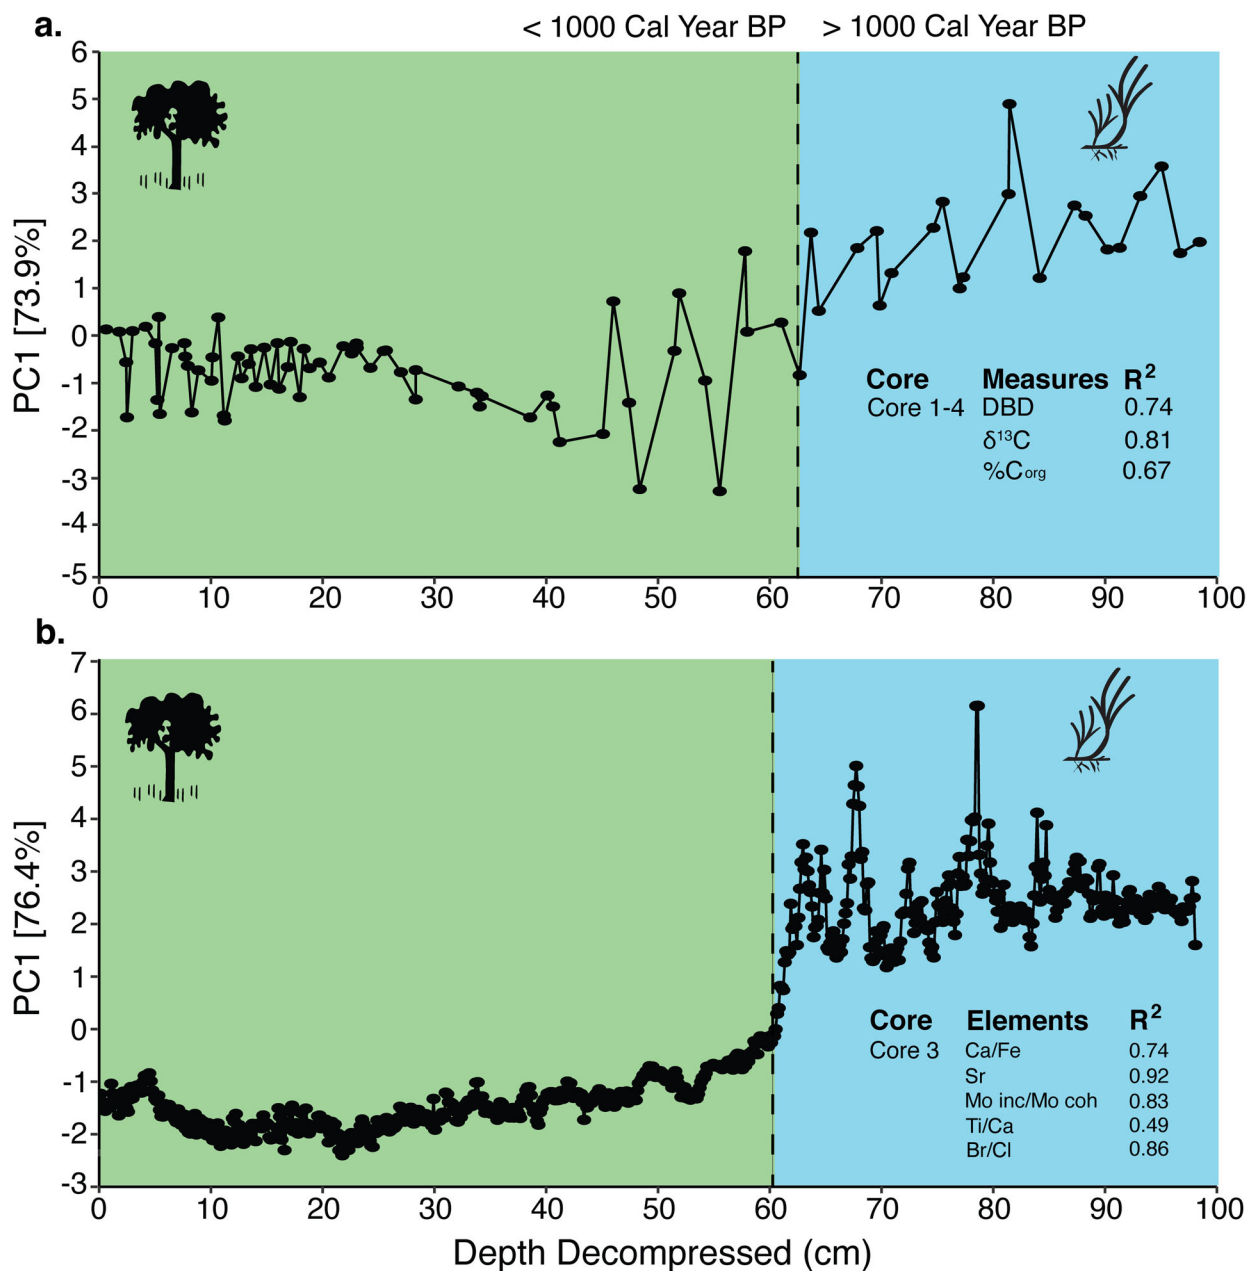 a.
< 1000 Cal Year BP > 1000 Cal Year BP
6
5
4
3
2
1
0
-1
-2
-3
-4
-5
PC1 [73.9%]
Core Measures R²
Core 1-4 DBD 0.74
δ¹³C 0.81
%Corg 0.67
0 10 20 30 40 50 60 70 80 90 100
b.
7
6
5
4
3
2
1
0
-1
-2
-3
PC1 [76.4%]
Core Elements R²
Core 3 Ca/Fe 0.74
Sr 0.92
Mo inc/Mo coh 0.83
Ti/Ca 0.49
Br/Cl 0.86
0 10 20 30 40 50 60 70 80 90 100
Depth Decompressed (cm)